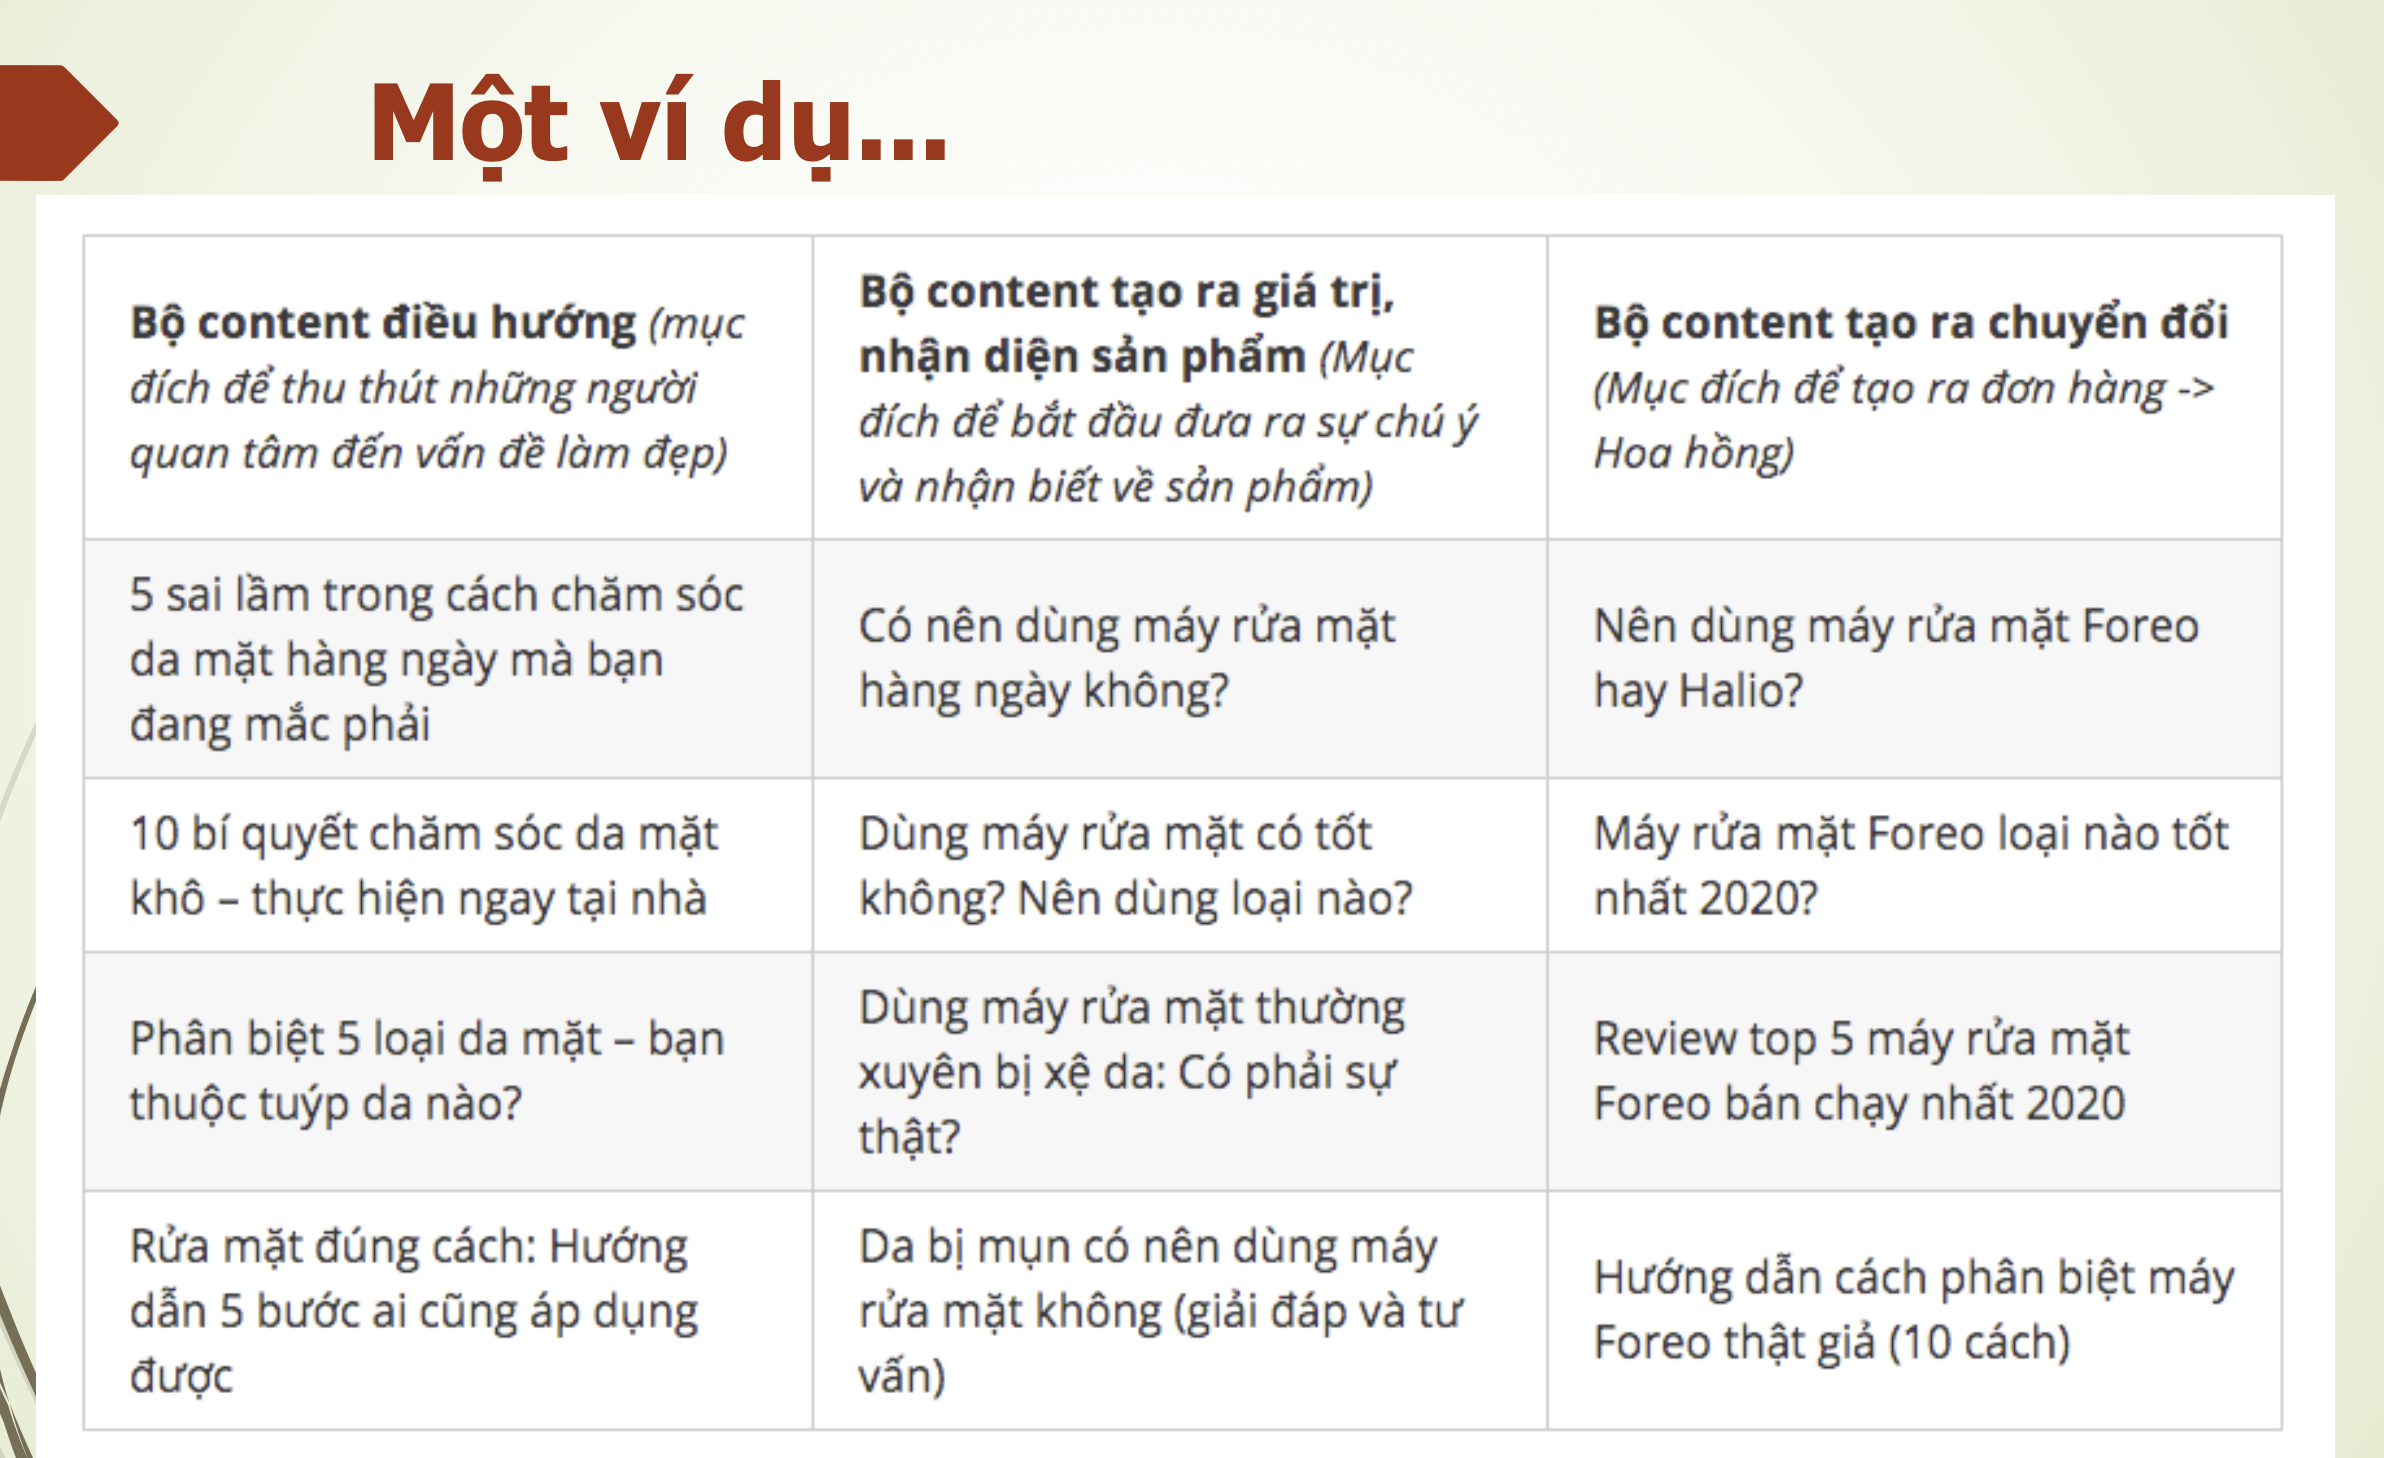 Một ví dụ...
Bộ content điều hướng (mục
đích để thu thút những người
quan tâm đến vấn đề làm đẹp)
Bộ content tạo ra giá trị,
nhận diện sản phẩm (Mục
đích để bắt đầu đưa ra sự chú ý
và nhận biết về sản phẩm)
Bộ content tạo ra chuyển đổi
(Mục đích để tạo ra đơn hàng ->
Hoa hồng)
5 sai lầm trong cách chăm sóc
da mặt hàng ngày mà bạn
đang mắc phải
Có nên dùng máy rửa mặt
hàng ngày không?
Nên dùng máy rửa mặt Foreo
hay Halio?
10 bí quyết chăm sóc da mặt
khô – thực hiện ngay tại nhà
Dùng máy rửa mặt có tốt
không? Nên dùng loại nào?
Máy rửa mặt Foreo loại nào tốt
nhất 2020?
Phân biệt 5 loại da mặt – bạn
thuộc tuýp da nào?
Dùng máy rửa mặt thường
xuyên bị xệ da: Có phải sự
thật?
Review top 5 máy rửa mặt
Foreo bán chạy nhất 2020
Rửa mặt đúng cách: Hướng
dẫn 5 bước ai cũng áp dụng
được
Da bị mụn có nên dùng máy
rửa mặt không (giải đáp và tư
vấn)
Hướng dẫn cách phân biệt máy
Foreo thật giả (10 cách)